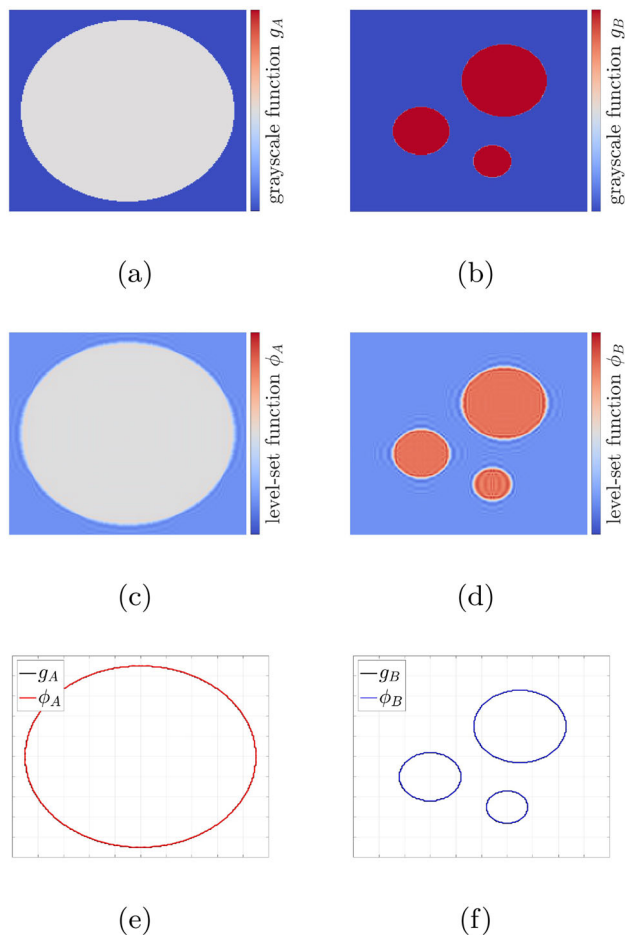 grayscale function g_A
grayscale function g_B
(a)
(b)
level-set function ϕ_A
level-set function ϕ_B
(c)
(d)
g_A
ϕ_A
g_B
ϕ_B
(e)
(f)